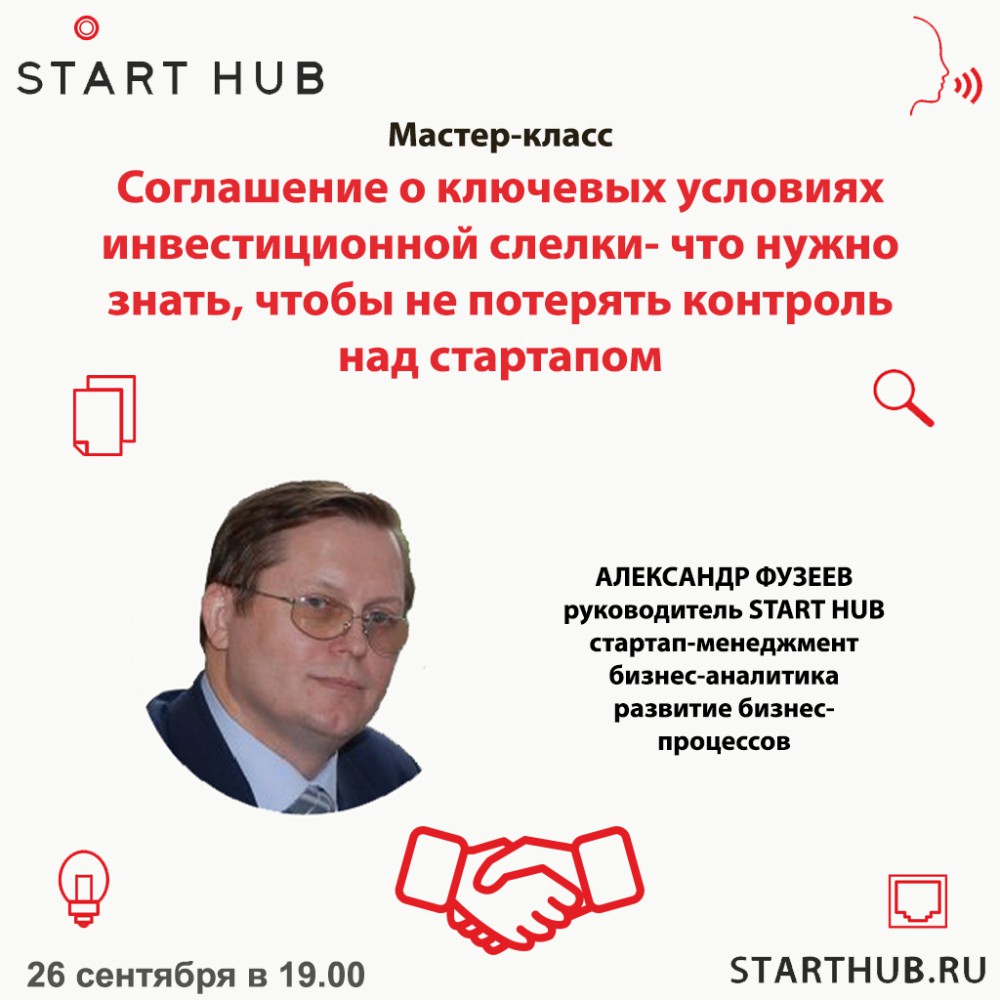 START HUB
Мастер-класс
Соглашение о ключевых условиях
инвестиционной слелки- что нужно
знать, чтобы не потерять контроль
над стартапом
АЛЕКСАНДР ФУЗЕЕВ
руководитель START HUB
стартап-менеджмент
бизнес-аналитика
развитие бизнес-
процессов
26 сентября в 19.00
STARTHUB.RU